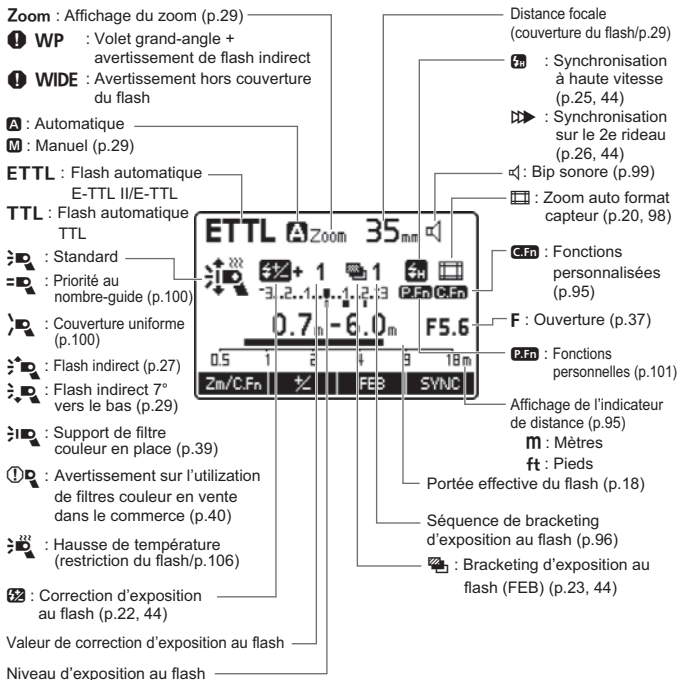 Zoom : Affichage du zoom (p.29)
WP : Volet grand-angle +
avertissement de flash indirect
WIDE : Avertissement hors couverture
du flash
A : Automatique
M : Manuel (p.29)
ETTL : Flash automatique
E-TTL II/E-TTL
TTL : Flash automatique
TTL
: Standard
: Priorité au
nombre-guide (p.100)
: Couverture uniforme
(p.100)
: Flash indirect (p.27)
: Flash indirect 7°
vers le bas (p.29)
: Support de filtre
couleur en place (p.39)
: Avertissement sur l’utilization
de filtres couleur en vente
dans le commerce (p.40)
: Hausse de température
(restriction du flash/p.106)
: Correction d’exposition
au flash (p.22, 44)
Valeur de correction d’exposition au flash
Niveau d’exposition au flash
ETTL A Zoom 35mm
+ 1 1 H
-3..2..1..■..1..2.:3 P.Fn C.Fn
0.7m-6.0m F5.6
0.5 1 2 4 9 18m
Zm/C.Fn +/- FEB SYNC
Distance focale
(couverture du flash/p.29)
H : Synchronisation
à haute vitesse
(p.25, 44)
: Synchronisation
sur le 2e rideau
(p.26, 44)
: Bip sonore (p.99)
: Zoom auto format
capteur (p.20, 98)
C.Fn : Fonctions
personnalisées
(p.95)
F : Ouverture (p.37)
P.Fn : Fonctions
personnelles (p.101)
Affichage de l’indicateur
de distance (p.95)
m : Mètres
ft : Pieds
Portée effective du flash (p.18)
Séquence de bracketing
d’exposition au flash (p.96)
: Bracketing d’exposition au
flash (FEB) (p.23, 44)